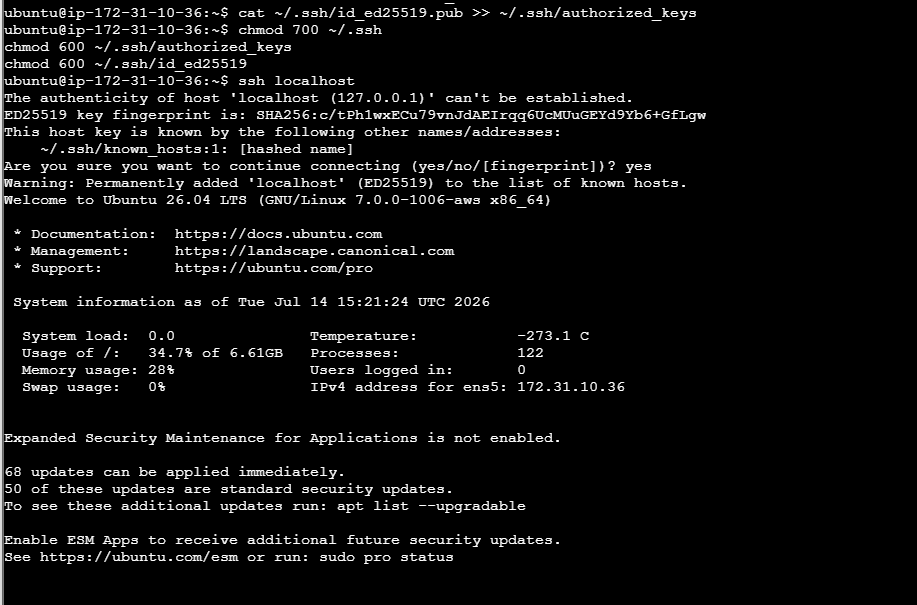 ubuntu@ip-172-31-10-36:~$ cat ~/.ssh/id_ed25519.pub >> ~/.ssh/authorized_keys
ubuntu@ip-172-31-10-36:~$ chmod 700 ~/.ssh
chmod 600 ~/.ssh/authorized_keys
chmod 600 ~/.ssh/id_ed25519
ubuntu@ip-172-31-10-36:~$ ssh localhost
The authenticity of host 'localhost (127.0.0.1)' can't be established.
ED25519 key fingerprint is: SHA256:c/tPh1wxECu79vnJdAEIrqq6UcMUuGEYd9Yb6+GfLgw
This host key is known by the following other names/addresses:
    ~/.ssh/known_hosts:1: [hashed name]
Are you sure you want to continue connecting (yes/no/[fingerprint])? yes
Warning: Permanently added 'localhost' (ED25519) to the list of known hosts.
Welcome to Ubuntu 26.04 LTS (GNU/Linux 7.0.0-1006-aws x86_64)

 * Documentation:  https://docs.ubuntu.com
 * Management:     https://landscape.canonical.com
 * Support:        https://ubuntu.com/pro

 System information as of Tue Jul 14 15:21:24 UTC 2026

  System load:  0.0               Temperature:           -273.1 C
  Usage of /:   34.7% of 6.61GB   Processes:             122
  Memory usage: 28%               Users logged in:       0
  Swap usage:   0%                IPv4 address for ens5: 172.31.10.36

Expanded Security Maintenance for Applications is not enabled.

68 updates can be applied immediately.
50 of these updates are standard security updates.
To see these additional updates run: apt list --upgradable

Enable ESM Apps to receive additional future security updates.
See https://ubuntu.com/esm or run: sudo pro status